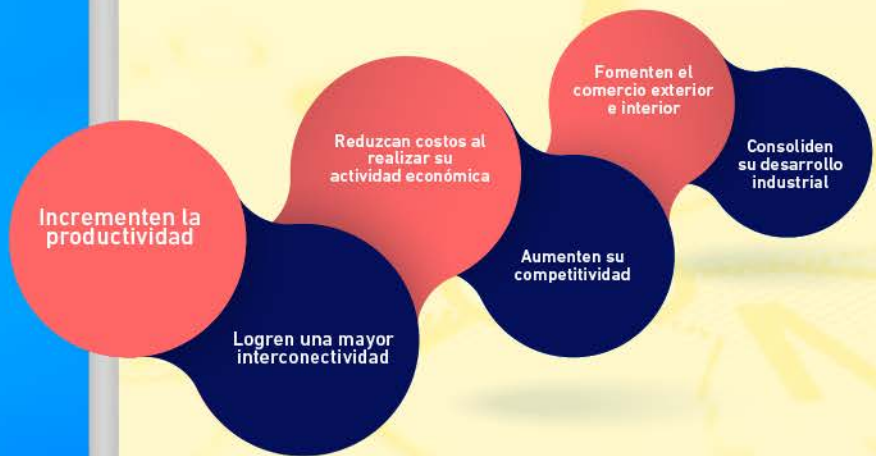 Incrementen la
productividad
Logren una mayor
interconectividad
Reduzcan costos al
realizar su
actividad económica
Aumenten su
competitividad
Fomenten el
comercio exterior
e interior
Consoliden
su desarrollo
industrial